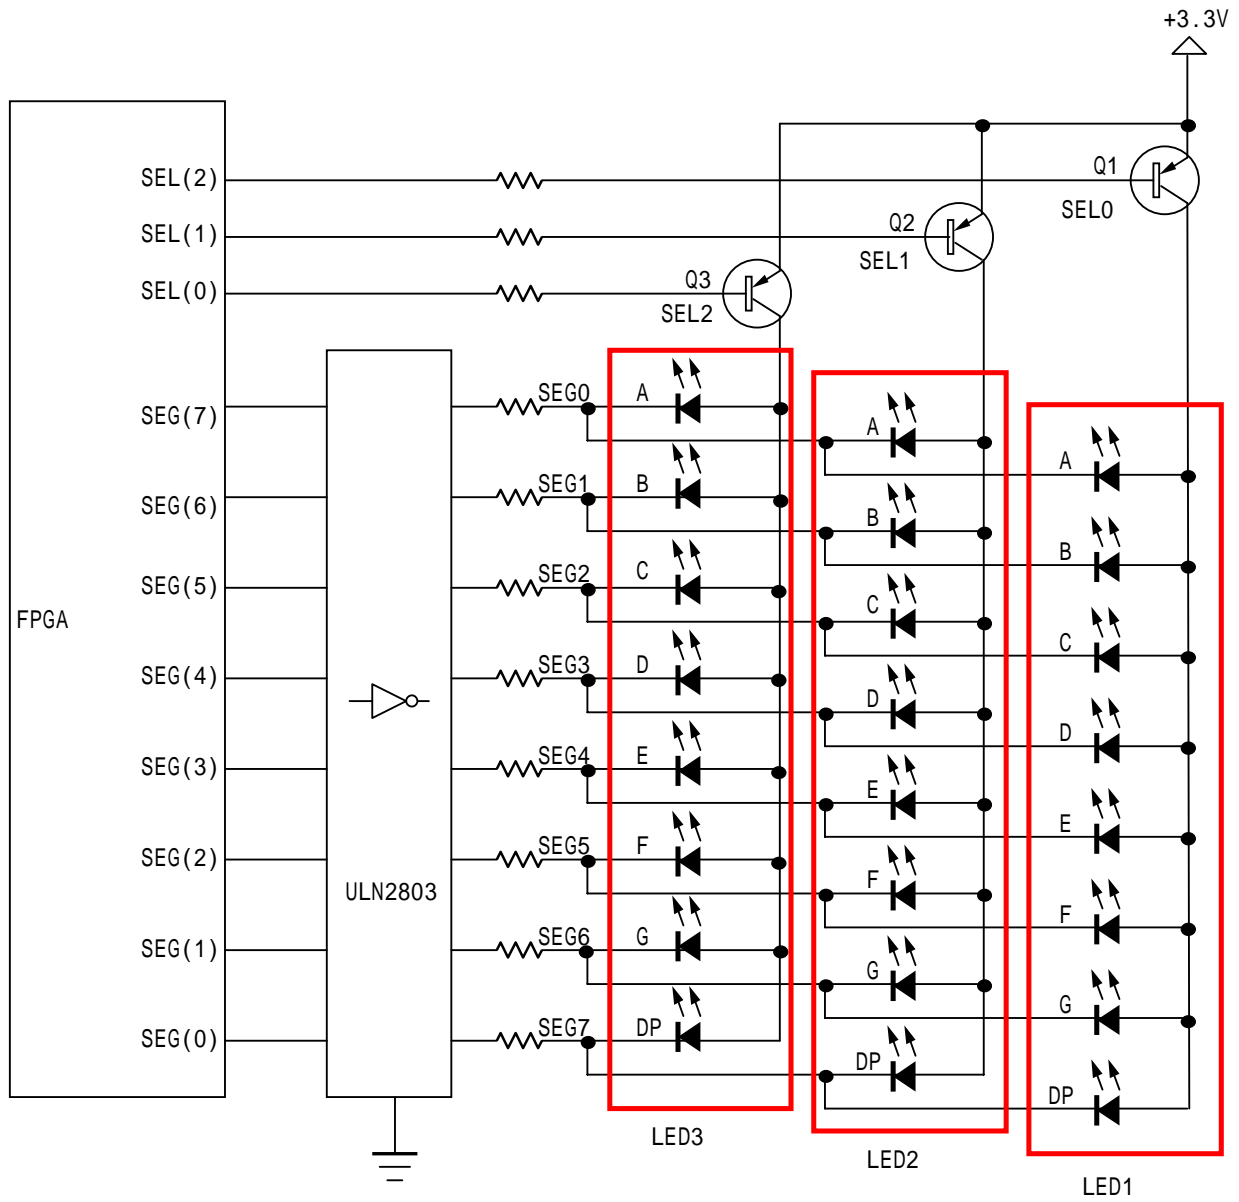 +3.3V
SEL(2)
Q1
SEL0
SEL(1)
Q2
SEL1
SEL(0)
Q3
SEL2
SEG(7)
SEG0
A
A
A
SEG(6)
SEG1
B
B
B
SEG(5)
SEG2
C
C
C
FPGA
SEG(4)
SEG3
D
D
D
SEG(3)
SEG4
E
E
E
SEG(2)
SEG5
F
F
F
ULN2803
SEG(1)
SEG6
G
G
G
SEG(0)
SEG7
DP
DP
DP
LED3
LED2
LED1